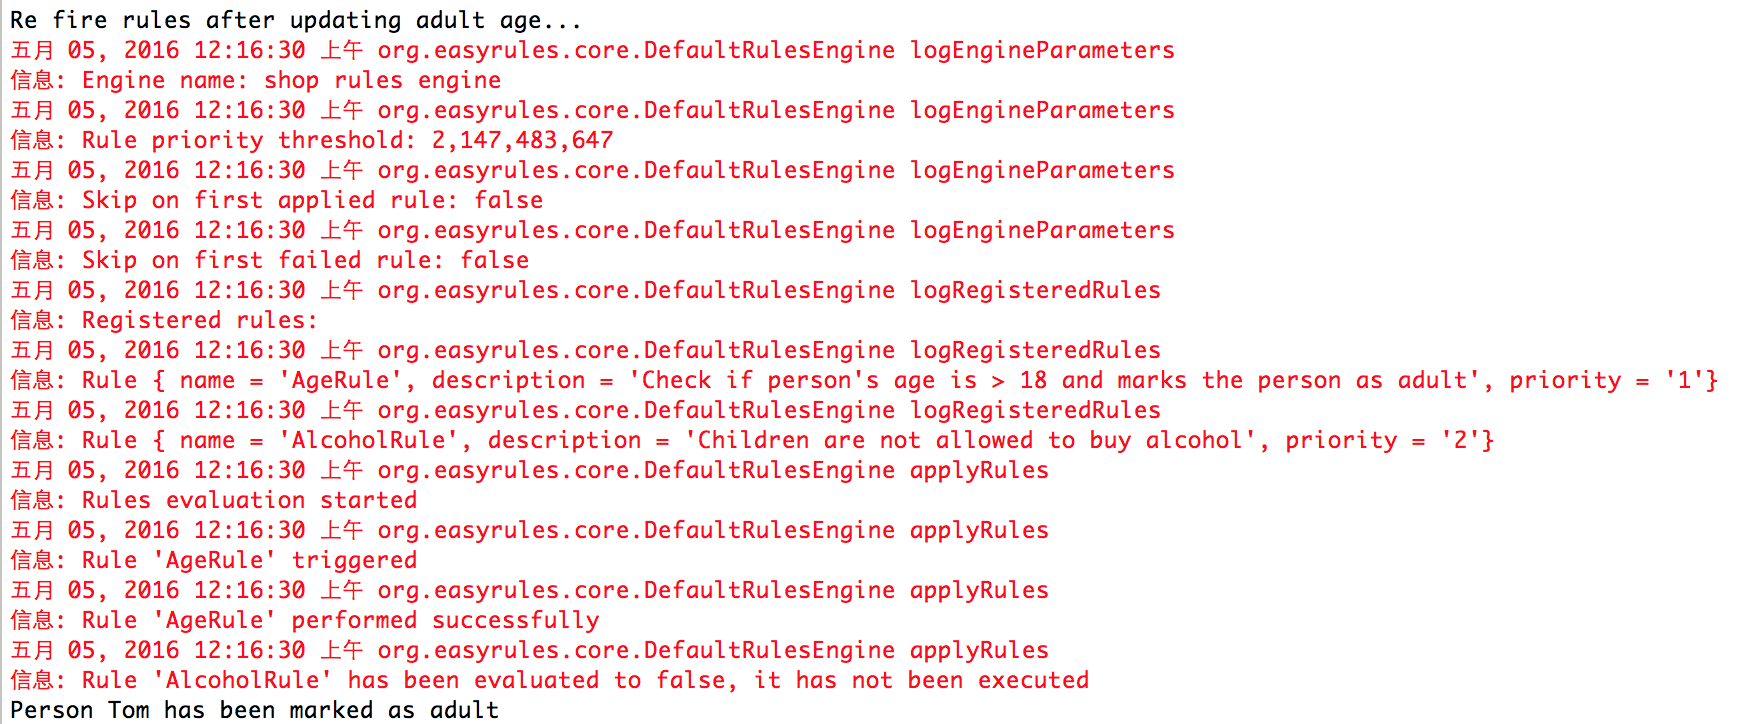 Re fire rules after updating adult age...
五月 05, 2016 12:16:30 上午 org.easyrules.core.DefaultRulesEngine logEngineParameters
信息: Engine name: shop rules engine
五月 05, 2016 12:16:30 上午 org.easyrules.core.DefaultRulesEngine logEngineParameters
信息: Rule priority threshold: 2,147,483,647
五月 05, 2016 12:16:30 上午 org.easyrules.core.DefaultRulesEngine logEngineParameters
信息: Skip on first applied rule: false
五月 05, 2016 12:16:30 上午 org.easyrules.core.DefaultRulesEngine logEngineParameters
信息: Skip on first failed rule: false
五月 05, 2016 12:16:30 上午 org.easyrules.core.DefaultRulesEngine logRegisteredRules
信息: Registered rules:
五月 05, 2016 12:16:30 上午 org.easyrules.core.DefaultRulesEngine logRegisteredRules
信息: Rule { name = 'AgeRule', description = 'Check if person's age is > 18 and marks the person as adult', priority = '1'}
五月 05, 2016 12:16:30 上午 org.easyrules.core.DefaultRulesEngine logRegisteredRules
信息: Rule { name = 'AlcoholRule', description = 'Children are not allowed to buy alcohol', priority = '2'}
五月 05, 2016 12:16:30 上午 org.easyrules.core.DefaultRulesEngine applyRules
信息: Rules evaluation started
五月 05, 2016 12:16:30 上午 org.easyrules.core.DefaultRulesEngine applyRules
信息: Rule 'AgeRule' triggered
五月 05, 2016 12:16:30 上午 org.easyrules.core.DefaultRulesEngine applyRules
信息: Rule 'AgeRule' performed successfully
五月 05, 2016 12:16:30 上午 org.easyrules.core.DefaultRulesEngine applyRules
信息: Rule 'AlcoholRule' has been evaluated to false, it has not been executed
Person Tom has been marked as adult